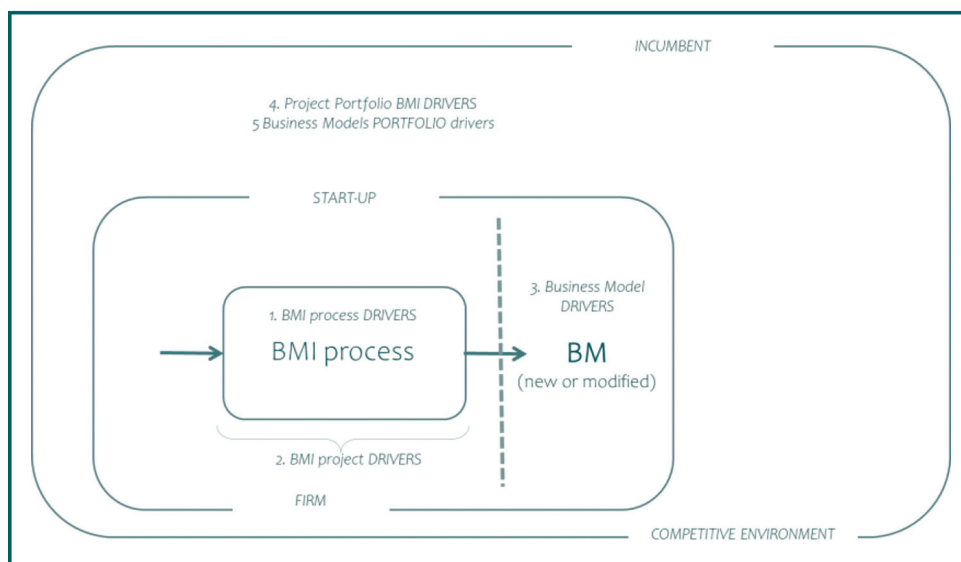 INCUMBENT
4. Project Portfolio BMI DRIVERS
5 Business Models PORTFOLIO drivers
START-UP
3. Business Model
DRIVERS
1. BMI process DRIVERS
BMI process
BM
(new or modified)
2. BMI project DRIVERS
FIRM
COMPETITIVE ENVIRONMENT